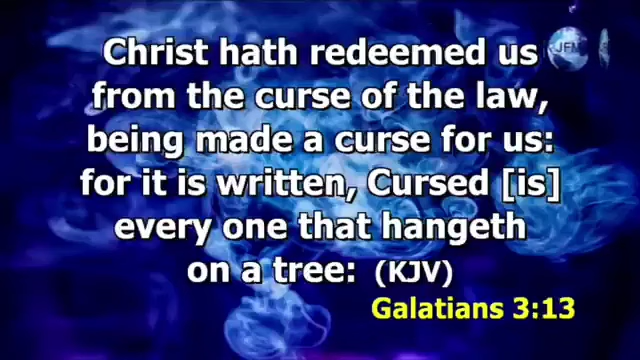 Christ hath redeemed us
from the curse of the law,
being made a curse for us:
for it is written, Cursed [is]
every one that hangeth
on a tree: (KJV)
Galatians 3:13
JFM